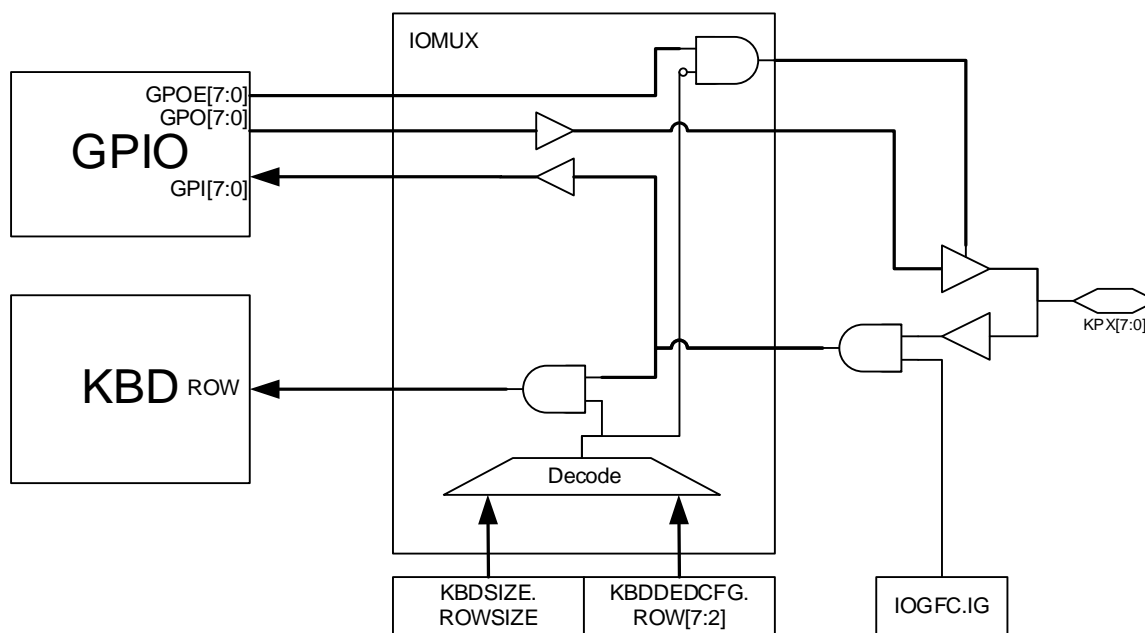 IOMUX
GPOE[7:0]
GPO[7:0]
GPIO
GPI[7:0]
KPX[7:0]
KBD ROW
Decode
KBDSIZE.
ROWSIZE
KBDDEDCFG.
ROW[7:2]
IOGFC.IG